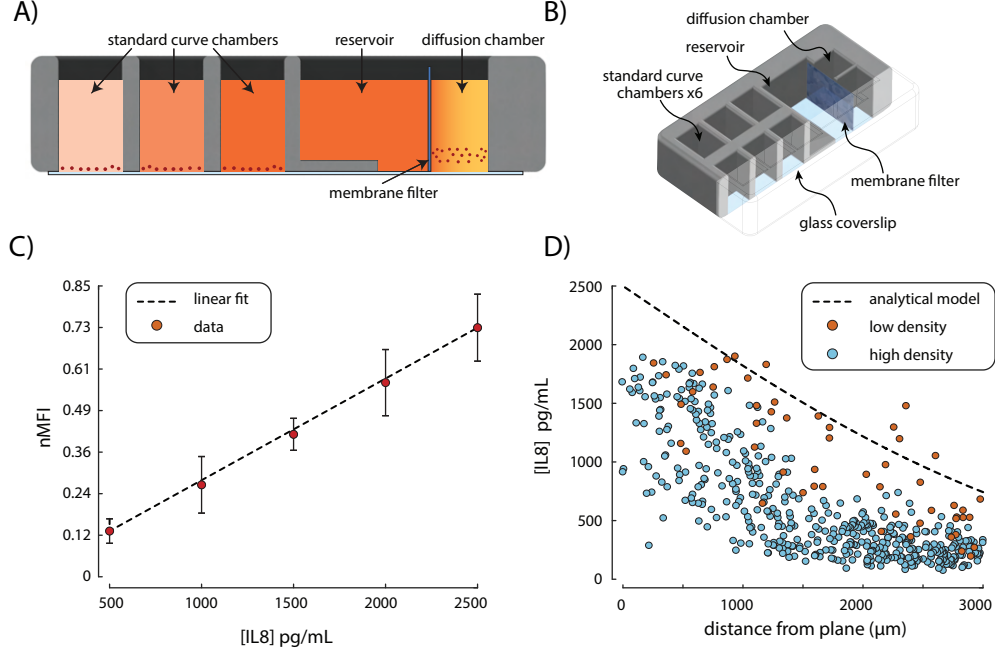 A)
standard curve chambers
reservoir
diffusion chamber
membrane filter
B)
diffusion chamber
reservoir
standard curve
chambers x6
membrane filter
glass coverslip
C)
0.85
0.73
0.61
0.49
0.36
0.24
0.12
0
nMFI
linear fit
data
500
1000
1500
2000
2500
[IL8] pg/mL
D)
2500
2000
1500
1000
500
0
[IL8] pg/mL
analytical model
low density
high density
0
1000
2000
3000
distance from plane (μm)